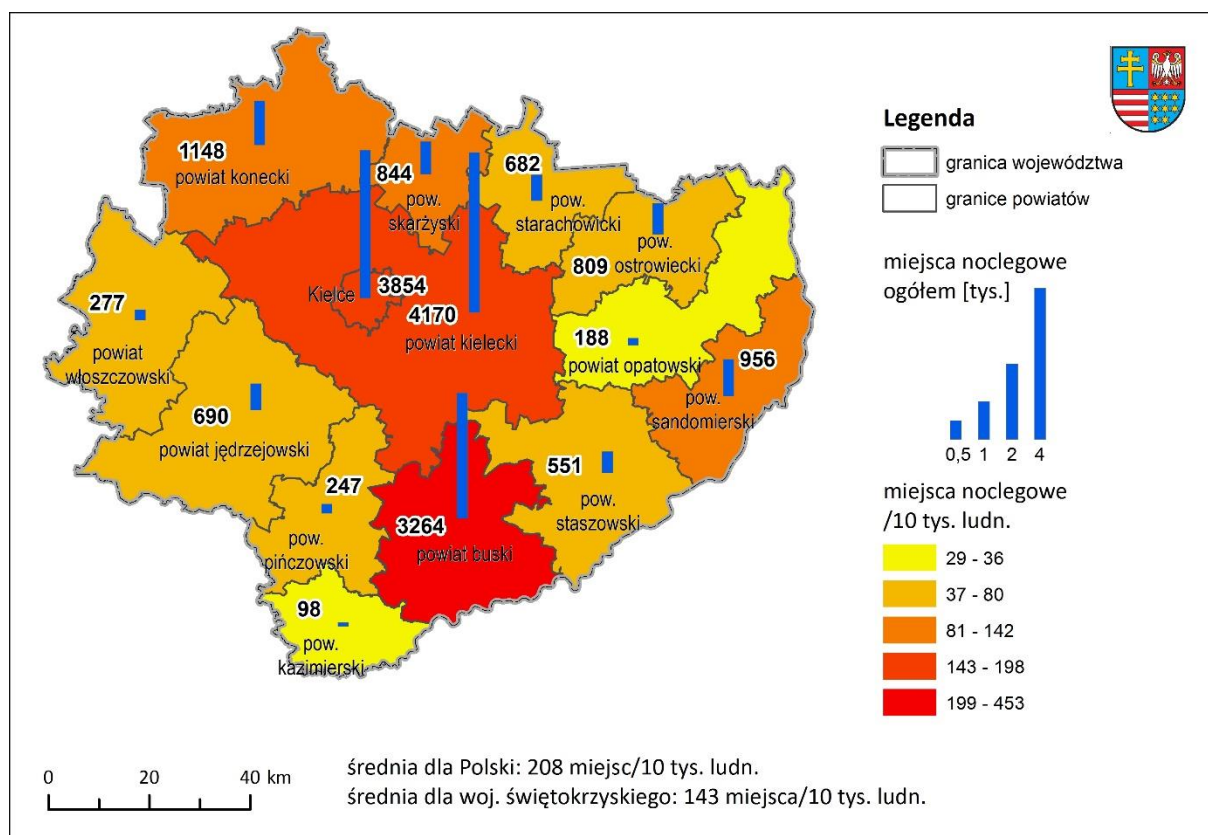 1148
powiat konecki
844
pow.
skarżyski
682
pow.
starachowicki
pow.
ostrowiecki
809
277
powiat
włoszczowski
Kielce
3854
4170
powiat kielecki
188
powiat opatowski
956
pow.
sandomierski
690
powiat jędrzejowski
247
pow.
pińczowski
3264
powiat buski
551
pow.
staszowski
98
pow.
kazimierski
Legenda
granica województwa
granice powiatów
miejsca noclegowe
ogółem [tys.]
0,5 1 2 4
miejsca noclegowe
/10 tys. ludn.
29 - 36
37 - 80
81 - 142
143 - 198
199 - 453
0 20 40 km
średnia dla Polski: 208 miejsc/10 tys. ludn.
średnia dla woj. świętokrzyskiego: 143 miejsca/10 tys. ludn.